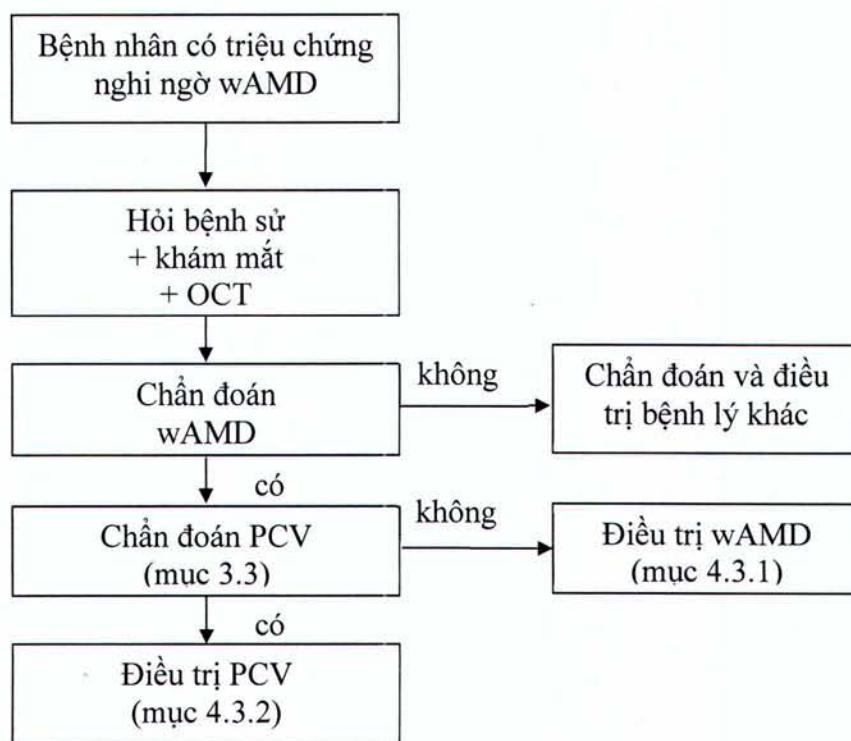 Bệnh nhân có triệu chứng
nghi ngờ wAMD
Hỏi bệnh sử
+ khám mắt
+ OCT
Chẩn đoán
wAMD
không
Chẩn đoán và điều
trị bệnh lý khác
có
Chẩn đoán PCV
(mục 3.3)
không
Điều trị wAMD
(mục 4.3.1)
có
Điều trị PCV
(mục 4.3.2)